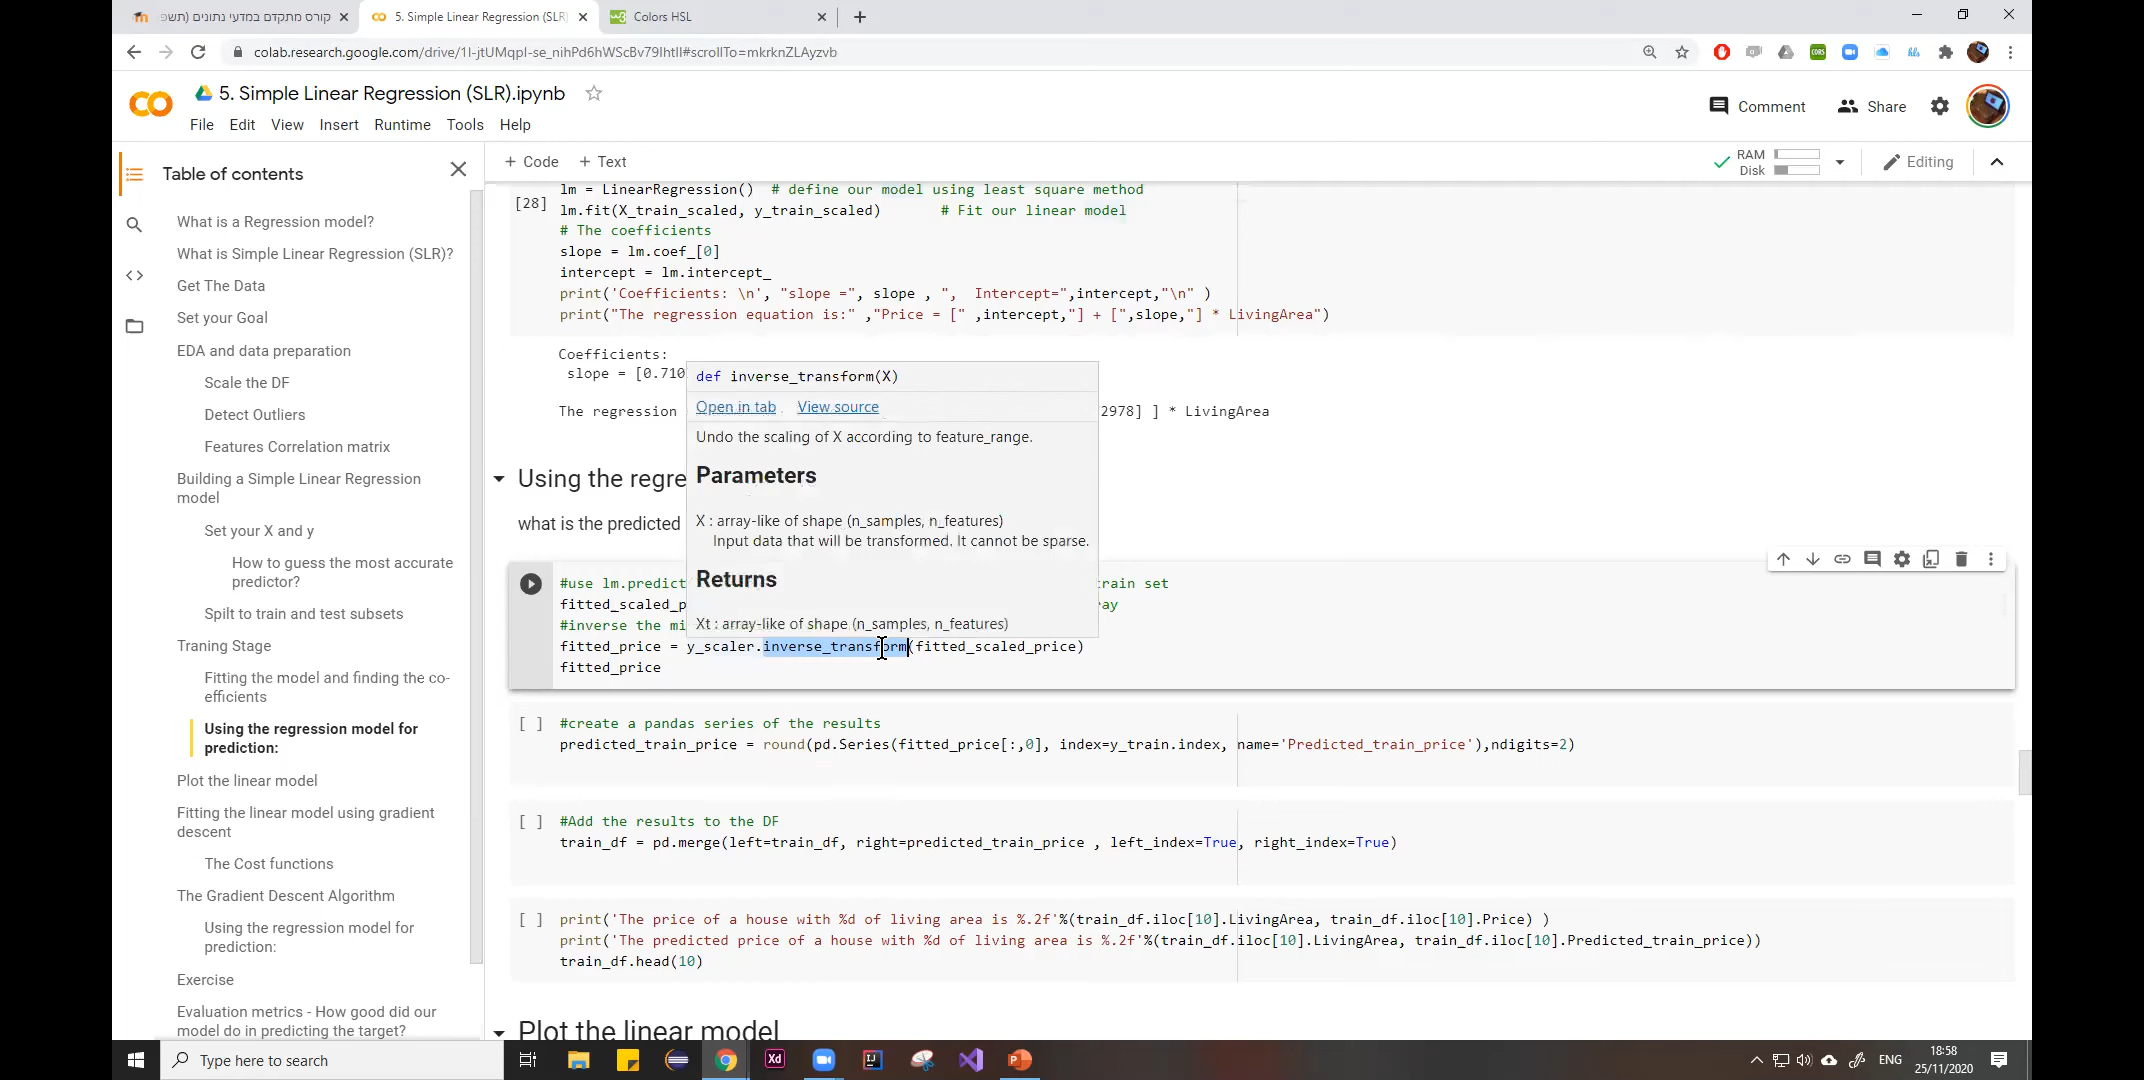 קורס מתקדם במדעי נתונים (תשפ
5. Simple Linear Regression (SLR)
Colors HSL
colab.research.google.com/drive/1I-jtUMqpI-se_nihPd6hWScBv79IhtlI#scrollTo=mkrknZLAyzvb
5. Simple Linear Regression (SLR).ipynb
Comment
Share
File Edit View Insert Runtime Tools Help
Table of contents
What is a Regression model?
What is Simple Linear Regression (SLR)?
Get The Data
Set your Goal
EDA and data preparation
Scale the DF
Detect Outliers
Features Correlation matrix
Building a Simple Linear Regression
model
Set your X and y
How to guess the most accurate
predictor?
Spilt to train and test subsets
Traning Stage
Fitting the model and finding the co-
efficients
Using the regression model for
prediction:
Plot the linear model
Fitting the linear model using gradient
descent
The Cost functions
The Gradient Descent Algorithm
Using the regression model for
prediction:
Exercise
Evaluation metrics - How good did our
model do in predicting the target?
+ Code + Text
RAM
Disk
Editing
[28]
lm = LinearRegression()  # define our model using least square method
lm.fit(X_train_scaled, y_train_scaled)       # Fit our linear model
# The coefficients
slope = lm.coef_[0]
intercept = lm.intercept_
print('Coefficients: \n', "slope =", slope , ",  Intercept=",intercept,"\n" )
print("The regression equation is:" ,"Price = [" ,intercept,"] + [",slope,"] * LivingArea")
Coefficients:
slope = [0.710
The regression 2978] ] * LivingArea
def inverse_transform(X)
Open in tab View source
Undo the scaling of X according to feature_range.
Parameters
X : array-like of shape (n_samples, n_features)
Input data that will be transformed. It cannot be sparse.
Returns
Xt : array-like of shape (n_samples, n_features)
Using the regre
what is the predicted
#use lm.predict train set
fitted_scaled_p ay
#inverse the mi
fitted_price = y_scaler.inverse_transform(fitted_scaled_price)
fitted_price
[ ]
#create a pandas series of the results
predicted_train_price = round(pd.Series(fitted_price[:,0], index=y_train.index, name='Predicted_train_price'),ndigits=2)
[ ]
#Add the results to the DF
train_df = pd.merge(left=train_df, right=predicted_train_price , left_index=True, right_index=True)
[ ]
print('The price of a house with %d of living area is %.2f'%(train_df.iloc[10].LivingArea, train_df.iloc[10].Price) )
print('The predicted price of a house with %d of living area is %.2f'%(train_df.iloc[10].LivingArea, train_df.iloc[10].Predicted_train_price))
train_df.head(10)
Plot the linear model
Type here to search
Xd
ENG
18:58
25/11/2020